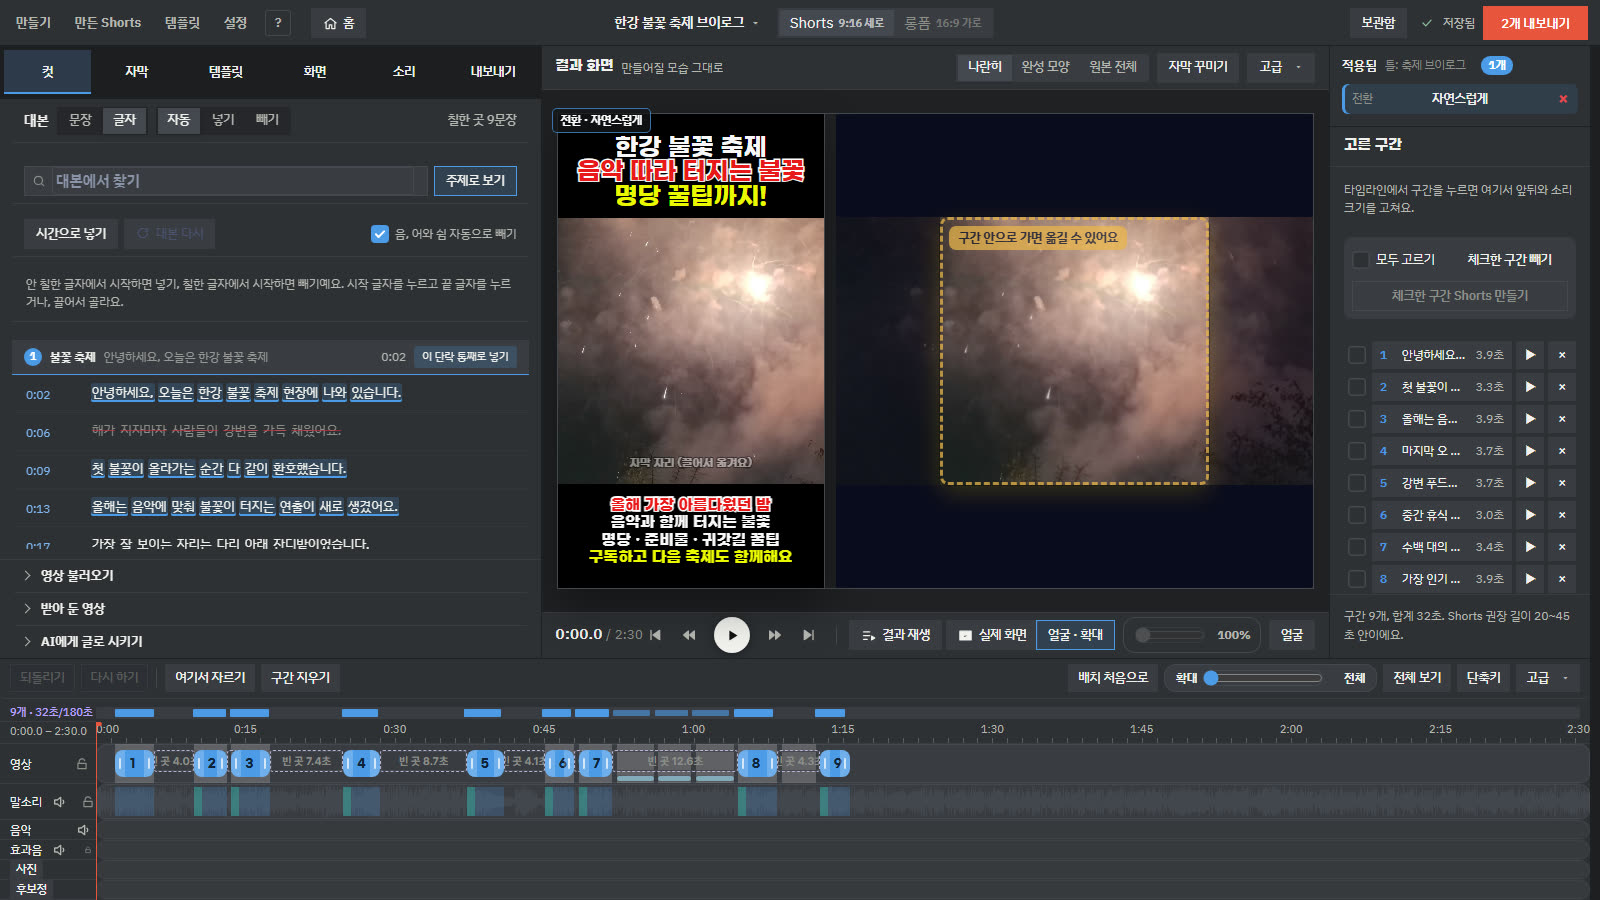 만들기 만든 Shorts 템플릿 설정 ? 홈 한강 불꽃 축제 브이로그 Shorts 9:16 세로 롱폼 16:9 가로 보관함 저장됨 2개 내보내기
컷 자막 템플릿 화면 소리 내보내기
대본 문장 글자 자동 넣기 빼기 칠한 곳 9문장
대본에서 찾기 주제로 보기
시간으로 넣기 대본 다시 음, 어와 쉼 자동으로 빼기
안 칠한 글자에서 시작하면 넣기, 칠한 글자에서 시작하면 빼기예요. 시작 글자를 누르고 끝 글자를 누르
거나, 끌어서 골라요.
1 불꽃 축제 안녕하세요, 오늘은 한강 불꽃 축제 0:02 이 단락 통째로 넣기
0:02 안녕하세요, 오늘은 한강 불꽃 축제 현장에 나와 있습니다.
0:06 해가 지자마자 사람들이 강변을 가득 채웠어요.
0:09 첫 불꽃이 올라가는 순간 다 같이 환호했습니다.
0:13 올해는 음악에 맞춰 불꽃이 터지는 연출이 새로 생겼어요.
0:17 가장 잘 보이는 자리는 다리 아래 잔디밭이었습니다.
영상 불러오기
받아 둔 영상
AI에게 글로 시키기
결과 화면 만들어질 모습 그대로 나란히 완성 모양 원본 전체 자막 꾸미기 고급
전환 · 자연스럽게
한강 불꽃 축제
음악 따라 터지는 불꽃
명당 꿀팁까지!
자막 자리 (끌어서 옮겨요)
올해 가장 아름다웠던 밤
음악과 함께 터지는 불꽃
명당 · 준비물 · 귀갓길 꿀팁
구독하고 다음 축제도 함께해요
구간 안으로 가면 옮길 수 있어요
0:00.0 / 2:30 결과 재생 실제 화면 얼굴 · 확대 100% 얼굴
적용됨 틀: 축제 브이로그 1개
전환 자연스럽게 ×
고른 구간
타임라인에서 구간을 누르면 여기서 앞뒤와 소리
크기를 고쳐요.
모두 고르기 체크한 구간 빼기
체크한 구간 Shorts 만들기
1 안녕하세요... 3.9초 ×
2 첫 불꽃이 ... 3.3초 ×
3 올해는 음... 3.9초 ×
4 마지막 오 ... 3.7초 ×
5 강변 푸드... 3.7초 ×
6 중간 휴식 ... 3.0초 ×
7 수백 대의 ... 3.4초 ×
8 가장 인기 ... 3.9초 ×
구간 9개, 합계 32초. Shorts 권장 길이 20~45
초 안이에요.
되돌리기 다시 하기 여기서 자르기 구간 지우기 배치 처음으로 확대 전체 전체 보기 단축키 고급
9개 · 32초/180초
0:00.0 – 2:30.0 0:00 0:15 0:30 0:45 1:00 1:15 1:30 1:45 2:00 2:15 2:30
영상 1 곳 4.0 2 3 빈 곳 7.4초 4 빈 곳 8.7초 5 곳 4.1 6 7 빈 곳 12.6초 8 곳 4.3 9
말소리
음악
효과음
사진
후보정